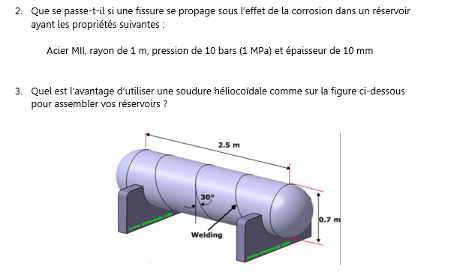 2. Que se passe-t-il si une fissure se propage sous l'effet de la corrosion dans un réservoir
ayant les propriétés suivantes :
Acier MII, rayon de 1 m, pression de 10 bars (1 MPa) et épaisseur de 10 mm
3. Quel est l'avantage d'utiliser une soudure héliocoïdale comme sur la figure ci-dessous
pour assembler vos réservoirs ?
2.5 m
30°
0.7 m
Welding